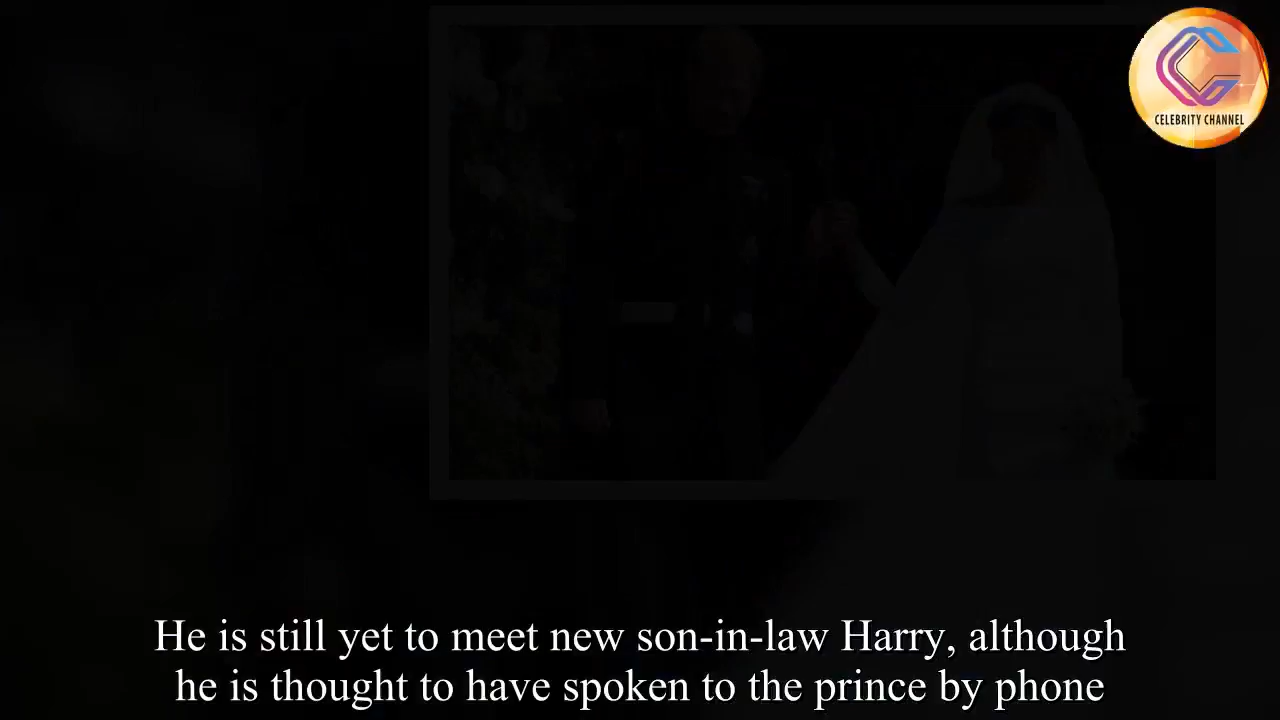 CELEBRITY CHANNEL
He is still yet to meet new son-in-law Harry, although
he is thought to have spoken to the prince by phone